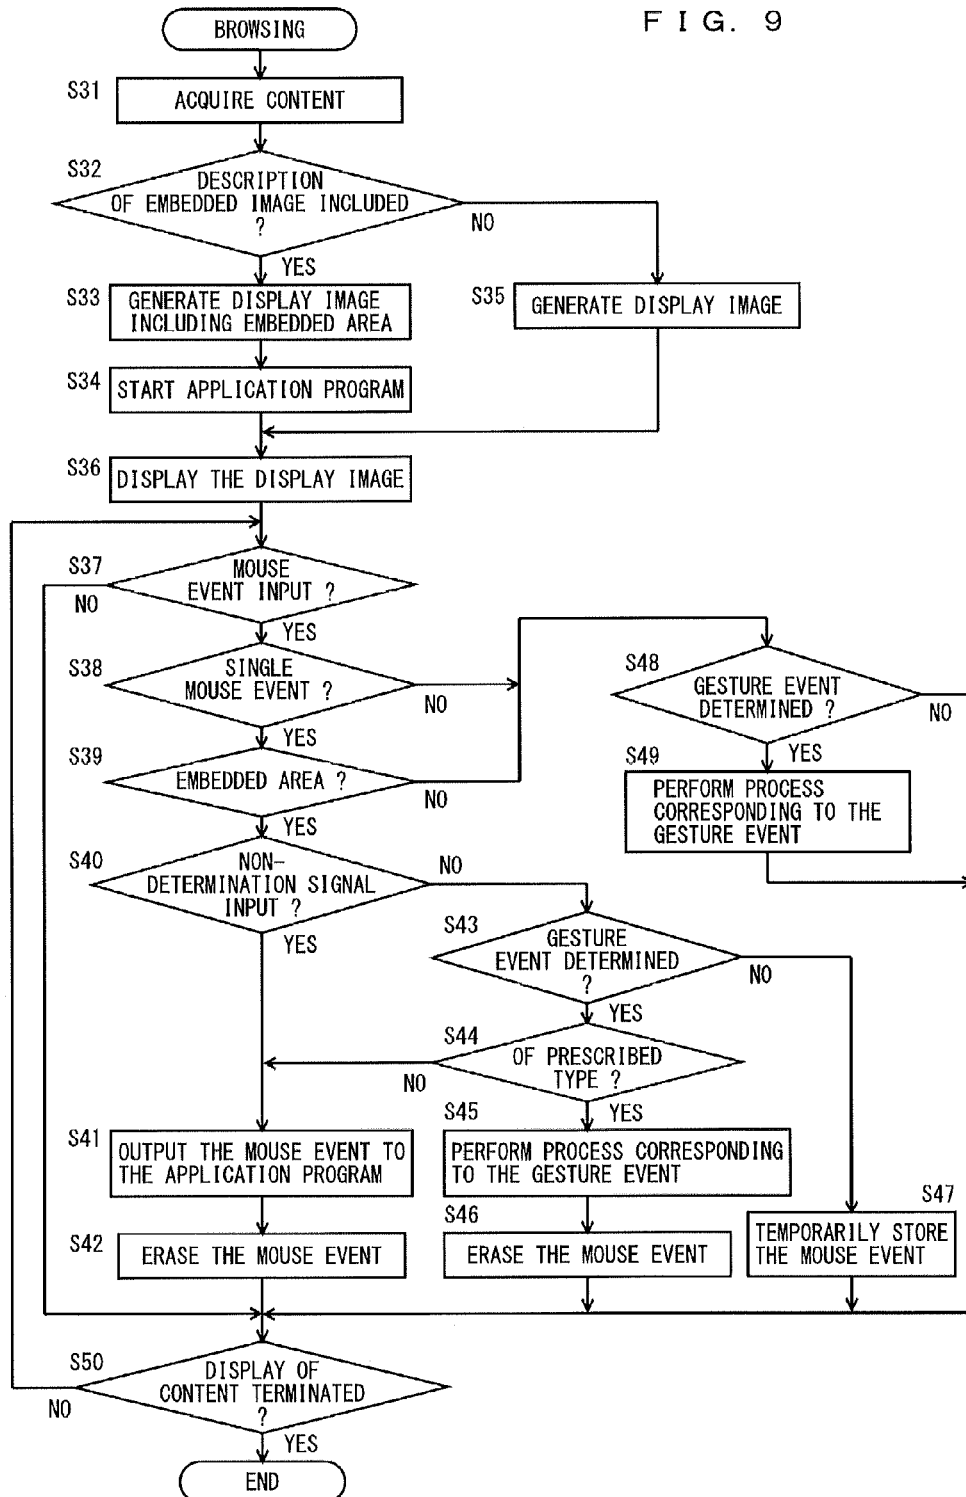 FIG. 9
BROWSING
S31
ACQUIRE CONTENT
S32
DESCRIPTION
OF EMBEDDED IMAGE INCLUDED
?
NO
YES
S33
GENERATE DISPLAY IMAGE
INCLUDING EMBEDDED AREA
S35
GENERATE DISPLAY IMAGE
S34
START APPLICATION PROGRAM
S36
DISPLAY THE DISPLAY IMAGE
S37
MOUSE
EVENT INPUT ?
NO
YES
S38
SINGLE
MOUSE EVENT ?
NO
YES
S48
GESTURE EVENT
DETERMINED ?
NO
YES
S39
EMBEDDED AREA ?
NO
YES
S49
PERFORM PROCESS
CORRESPONDING TO THE
GESTURE EVENT
S40
NON-
DETERMINATION SIGNAL
INPUT ?
NO
YES
S43
GESTURE
EVENT DETERMINED
?
NO
YES
S44
OF PRESCRIBED
TYPE ?
NO
YES
S41
OUTPUT THE MOUSE EVENT TO
THE APPLICATION PROGRAM
S45
PERFORM PROCESS CORRESPONDING
TO THE GESTURE EVENT
S42
ERASE THE MOUSE EVENT
S46
ERASE THE MOUSE EVENT
S47
TEMPORARILY STORE
THE MOUSE EVENT
S50
DISPLAY OF
CONTENT TERMINATED
?
NO
YES
END